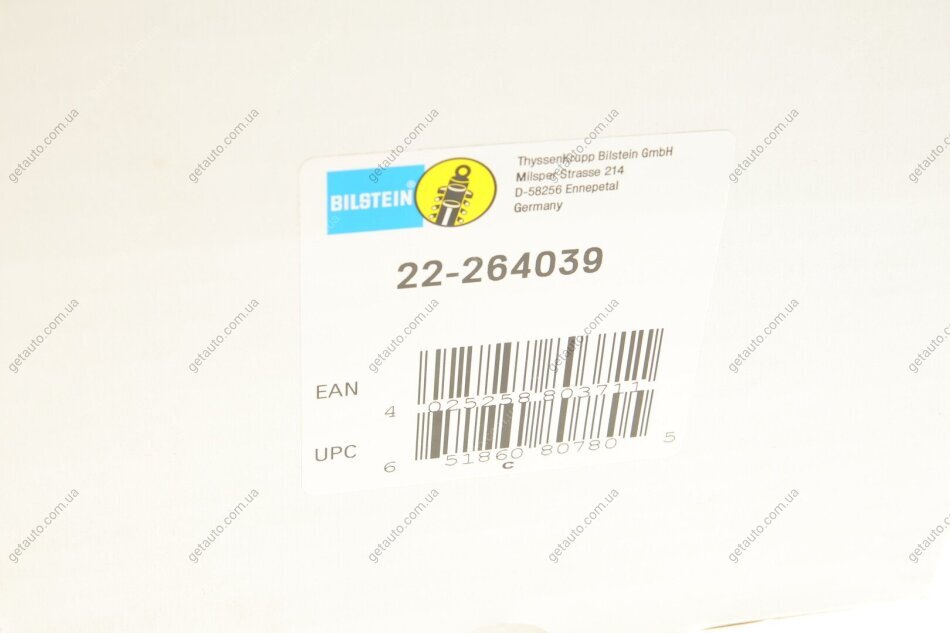 BILSTEIN®
ThyssenKrupp Bilstein GmbH
Milsper Strasse 214
D-58256 Ennepetal
Germany
22-264039
EAN
4 025258 803711
UPC
6 51860 80780 5
C
getauto.com.ua